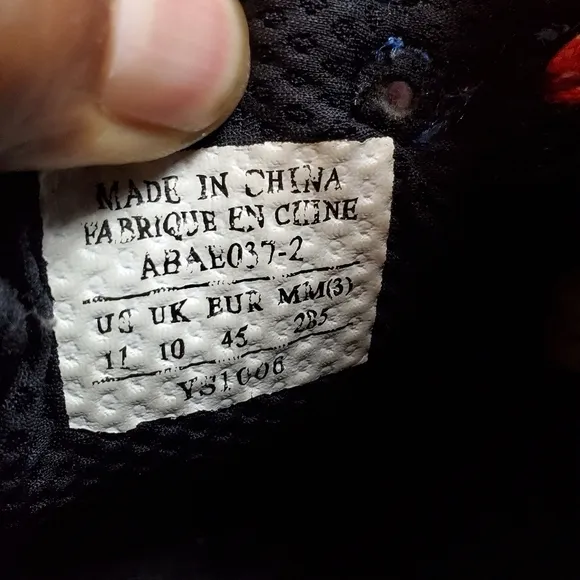 MADE IN CHINA
FABRIQUE EN CHINE
ABAE037-2
US UK EUR MM(3)
11 10 45 285
YS1006